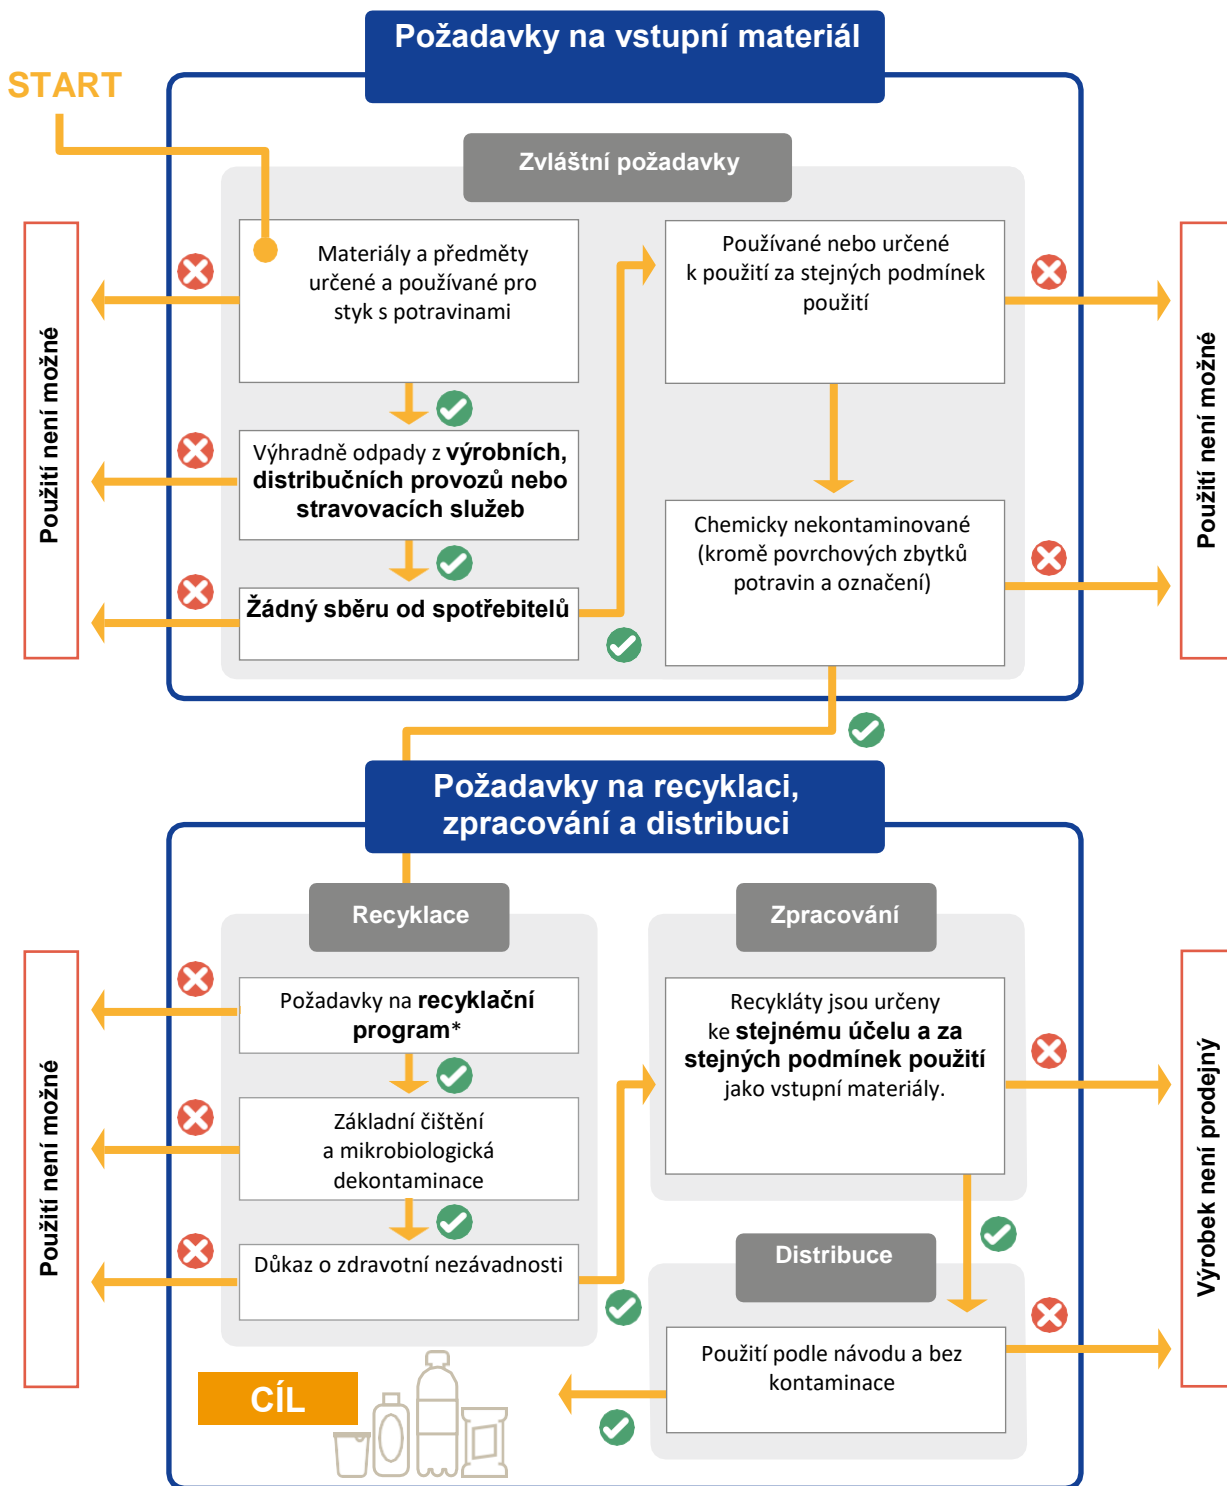 Požadavky na vstupní materiál
START
Zvláštní požadavky
Materiály a předměty
určené a používané pro
styk s potravinami
Používané nebo určené
k použití za stejných podmínek
použití
Použití není možné
Použití není možné
Výhradně odpady z výrobních,
distribučních provozů nebo
stravovacích služeb
Chemicky nekontaminované
(kromě povrchových zbytků
potravin a označení)
Žádný sběru od spotřebitelů
Požadavky na recyklaci,
zpracování a distribuci
Recyklace
Zpracování
Požadavky na recyklační
program*
Recykláty jsou určeny
ke stejnému účelu a za
stejných podmínek použití
jako vstupní materiály.
Použití není možné
Výrobek není prodejný
Základní čištění
a mikrobiologická
dekontaminace
Důkaz o zdravotní nezávadnosti
Distribuce
Použití podle návodu a bez
kontaminace
CÍL